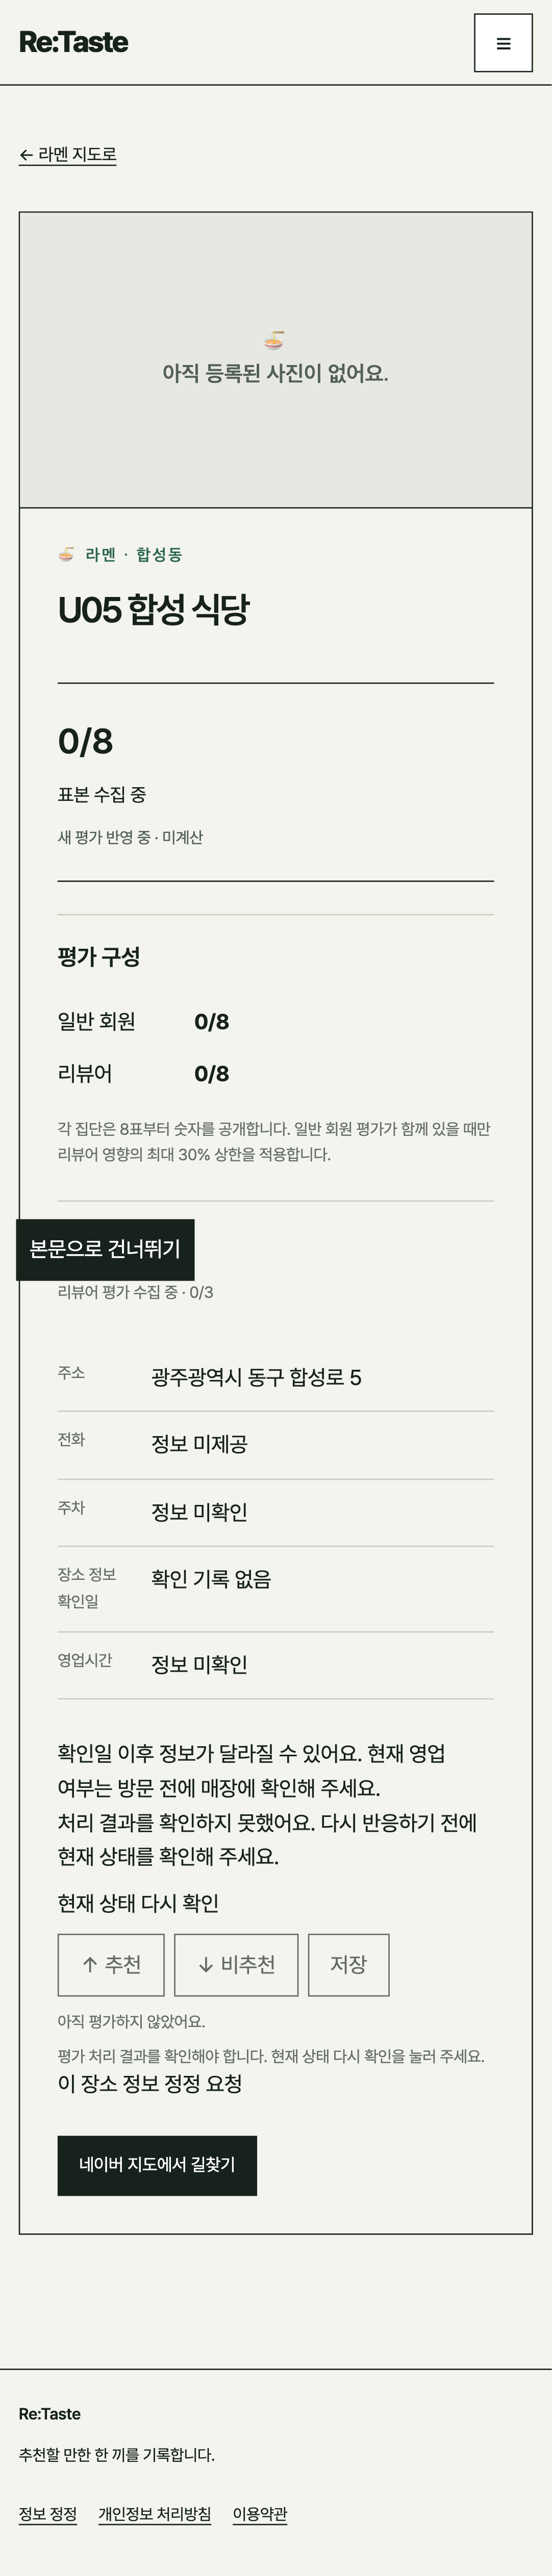 Re:Taste
← 라멘 지도로
아직 등록된 사진이 없어요.
라멘 · 합성동
U05 합성 식당
0/8
표본 수집 중
새 평가 반영 중 · 미계산
평가 구성
일반 회원 0/8
리뷰어 0/8
각 집단은 8표부터 숫자를 공개합니다. 일반 회원 평가가 함께 있을 때만
리뷰어 영향의 최대 30% 상한을 적용합니다.
본문으로 건너뛰기
리뷰어 평가 수집 중 · 0/3
주소 광주광역시 동구 합성로 5
전화 정보 미제공
주차 정보 미확인
장소 정보 확인 기록 없음
확인일
영업시간 정보 미확인
확인일 이후 정보가 달라질 수 있어요. 현재 영업
여부는 방문 전에 매장에 확인해 주세요.
처리 결과를 확인하지 못했어요. 다시 반응하기 전에
현재 상태를 확인해 주세요.
현재 상태 다시 확인
↑ 추천 ↓ 비추천 저장
아직 평가하지 않았어요.
평가 처리 결과를 확인해야 합니다. 현재 상태 다시 확인을 눌러 주세요.
이 장소 정보 정정 요청
네이버 지도에서 길찾기
Re:Taste
추천할 만한 한 끼를 기록합니다.
정보 정정 개인정보 처리방침 이용약관